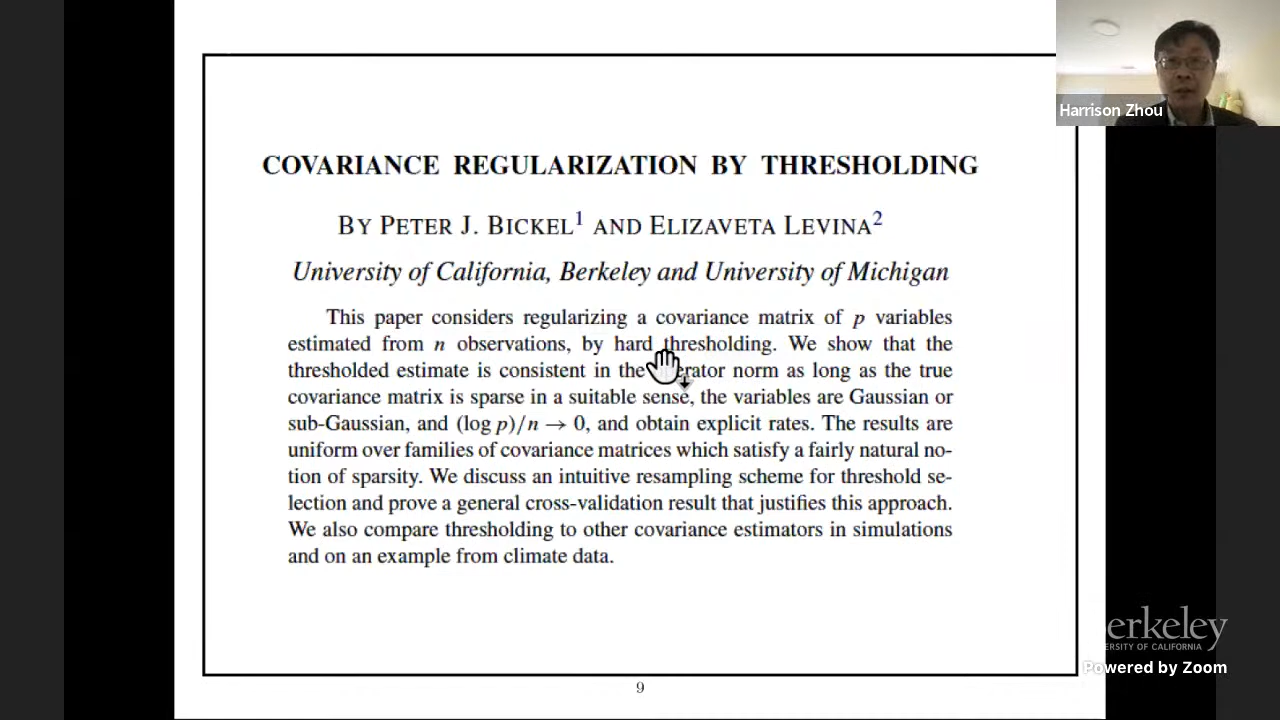 Harrison Zhou
COVARIANCE REGULARIZATION BY THRESHOLDING
BY PETER J. BICKEL1 AND ELIZAVETA LEVINA2
University of California, Berkeley and University of Michigan
This paper considers regularizing a covariance matrix of p variables
estimated from n observations, by hard thresholding. We show that the
thresholded estimate is consistent in the operator norm as long as the true
covariance matrix is sparse in a suitable sense, the variables are Gaussian or
sub-Gaussian, and (log p)/n → 0, and obtain explicit rates. The results are
uniform over families of covariance matrices which satisfy a fairly natural no-
tion of sparsity. We discuss an intuitive resampling scheme for threshold se-
lection and prove a general cross-validation result that justifies this approach.
We also compare thresholding to other covariance estimators in simulations
and on an example from climate data.
erkeley
ERSITY OF CALIFORNIA
Powered by Zoom
9